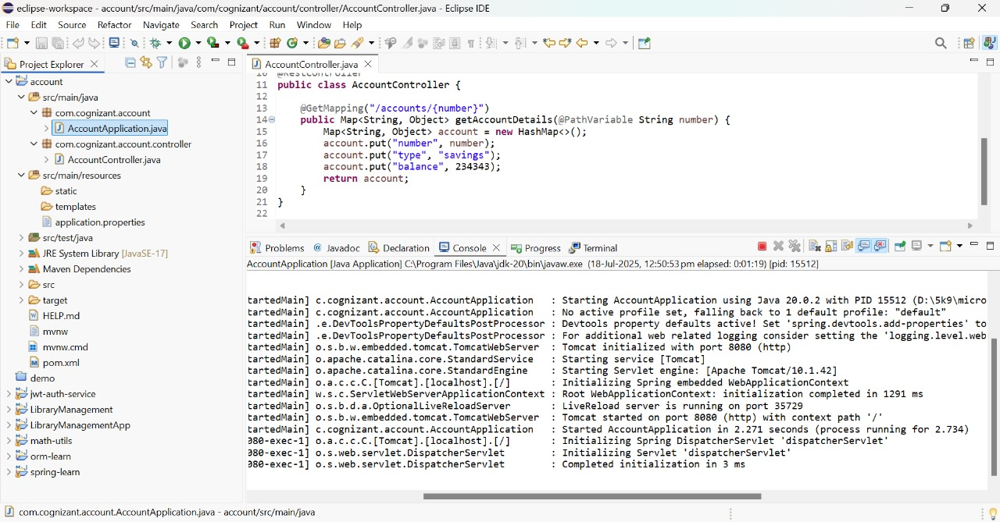 eclipse-workspace - account/src/main/java/com/cognizant/account/controller/AccountController.java - Eclipse IDE
File Edit Source Refactor Navigate Search Project Run Window Help
Project Explorer
account
src/main/java
com.cognizant.account
AccountApplication.java
com.cognizant.account.controller
AccountController.java
src/main/resources
static
templates
application.properties
src/test/java
JRE System Library [JavaSE-17]
Maven Dependencies
src
target
HELP.md
mvnw
mvnw.cmd
pom.xml
demo
jwt-auth-service
LibraryManagement
LibraryManagementApp
math-utils
orm-learn
spring-learn
AccountController.java
10 @RestController
11 public class AccountController {
12
13 @GetMapping("/accounts/{number}")
14 public Map<String, Object> getAccountDetails(@PathVariable String number) {
15 Map<String, Object> account = new HashMap<>();
16 account.put("number", number);
17 account.put("type", "savings");
18 account.put("balance", 234343);
19 return account;
20 }
21 }
22
Problems @ Javadoc Declaration Console Progress Terminal
AccountApplication [Java Application] C:\Program Files\Java\jdk-20\bin\javaw.exe (18-Jul-2025, 12:50:53 pm elapsed: 0:01:19) [pid: 15512]
tartedMain] c.cognizant.account.AccountApplication : Starting AccountApplication using Java 20.0.2 with PID 15512 (D:\5k9\micro
tartedMain] c.cognizant.account.AccountApplication : No active profile set, falling back to 1 default profile: "default"
tartedMain] .e.DevToolsPropertyDefaultsPostProcessor : Devtools property defaults active! Set 'spring.devtools.add-properties' to
tartedMain] .e.DevToolsPropertyDefaultsPostProcessor : For additional web related logging consider setting the 'logging.level.web
tartedMain] o.s.b.w.embedded.tomcat.TomcatWebServer : Tomcat initialized with port 8080 (http)
tartedMain] o.apache.catalina.core.StandardService : Starting service [Tomcat]
tartedMain] o.apache.catalina.core.StandardEngine : Starting Servlet engine: [Apache Tomcat/10.1.42]
tartedMain] o.a.c.c.C.[Tomcat].[localhost].[/] : Initializing Spring embedded WebApplicationContext
tartedMain] w.s.c.ServletWebServerApplicationContext : Root WebApplicationContext: initialization completed in 1291 ms
tartedMain] o.s.b.d.a.OptionalLiveReloadServer : LiveReload server is running on port 35729
tartedMain] o.s.b.w.embedded.tomcat.TomcatWebServer : Tomcat started on port 8080 (http) with context path '/'
tartedMain] c.cognizant.account.AccountApplication : Started AccountApplication in 2.271 seconds (process running for 2.734)
080-exec-1] o.a.c.c.C.[Tomcat].[localhost].[/] : Initializing Spring DispatcherServlet 'dispatcherServlet'
080-exec-1] o.s.web.servlet.DispatcherServlet : Initializing Servlet 'dispatcherServlet'
080-exec-1] o.s.web.servlet.DispatcherServlet : Completed initialization in 3 ms
com.cognizant.account.AccountApplication.java - account/src/main/java